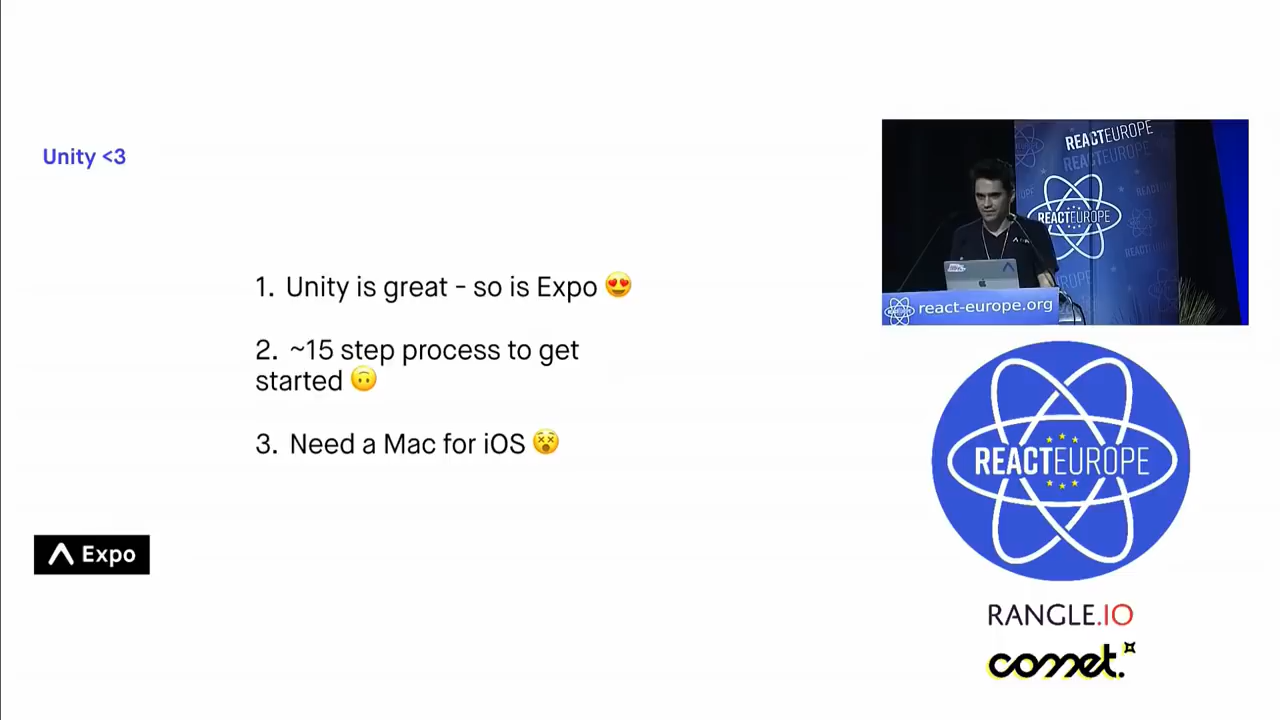 Unity <3
1. Unity is great - so is Expo 😍
2. ~15 step process to get
started 🙃
3. Need a Mac for iOS 😵
Expo
REACTEUROPE
REACTEUROPE
REACTEUROPE
react-europe.org
REACTEUROPE
RANGLE.IO
comet.